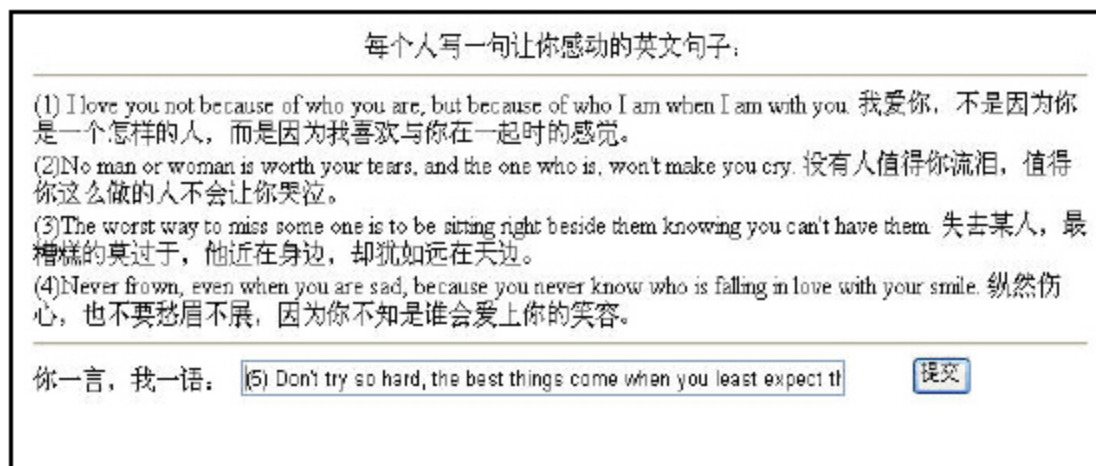 每个人写一句让你感动的英文句子：
(1) I love you not because of who you are, but because of who I am when I am with you. 我爱你，不是因为你
是一个怎样的人，而是因为我喜欢与你在一起时的感觉。
(2)No man or woman is worth your tears, and the one who is, won't make you cry. 没有人值得你流泪，值得
你这么做的人不会让你哭泣。
(3)The worst way to miss some one is to be sitting right beside them knowing you can't have them. 失去某人，最
糟糕的莫过于，他近在身边，却犹如远在天边。
(4)Never frown, even when you are sad, because you never know who is falling in love with your smile. 纵然伤
心，也不要愁眉不展，因为你不知是谁会爱上你的笑容。
你一言，我一语： (5) Don't try so hard, the best things come when you least expect th 提交